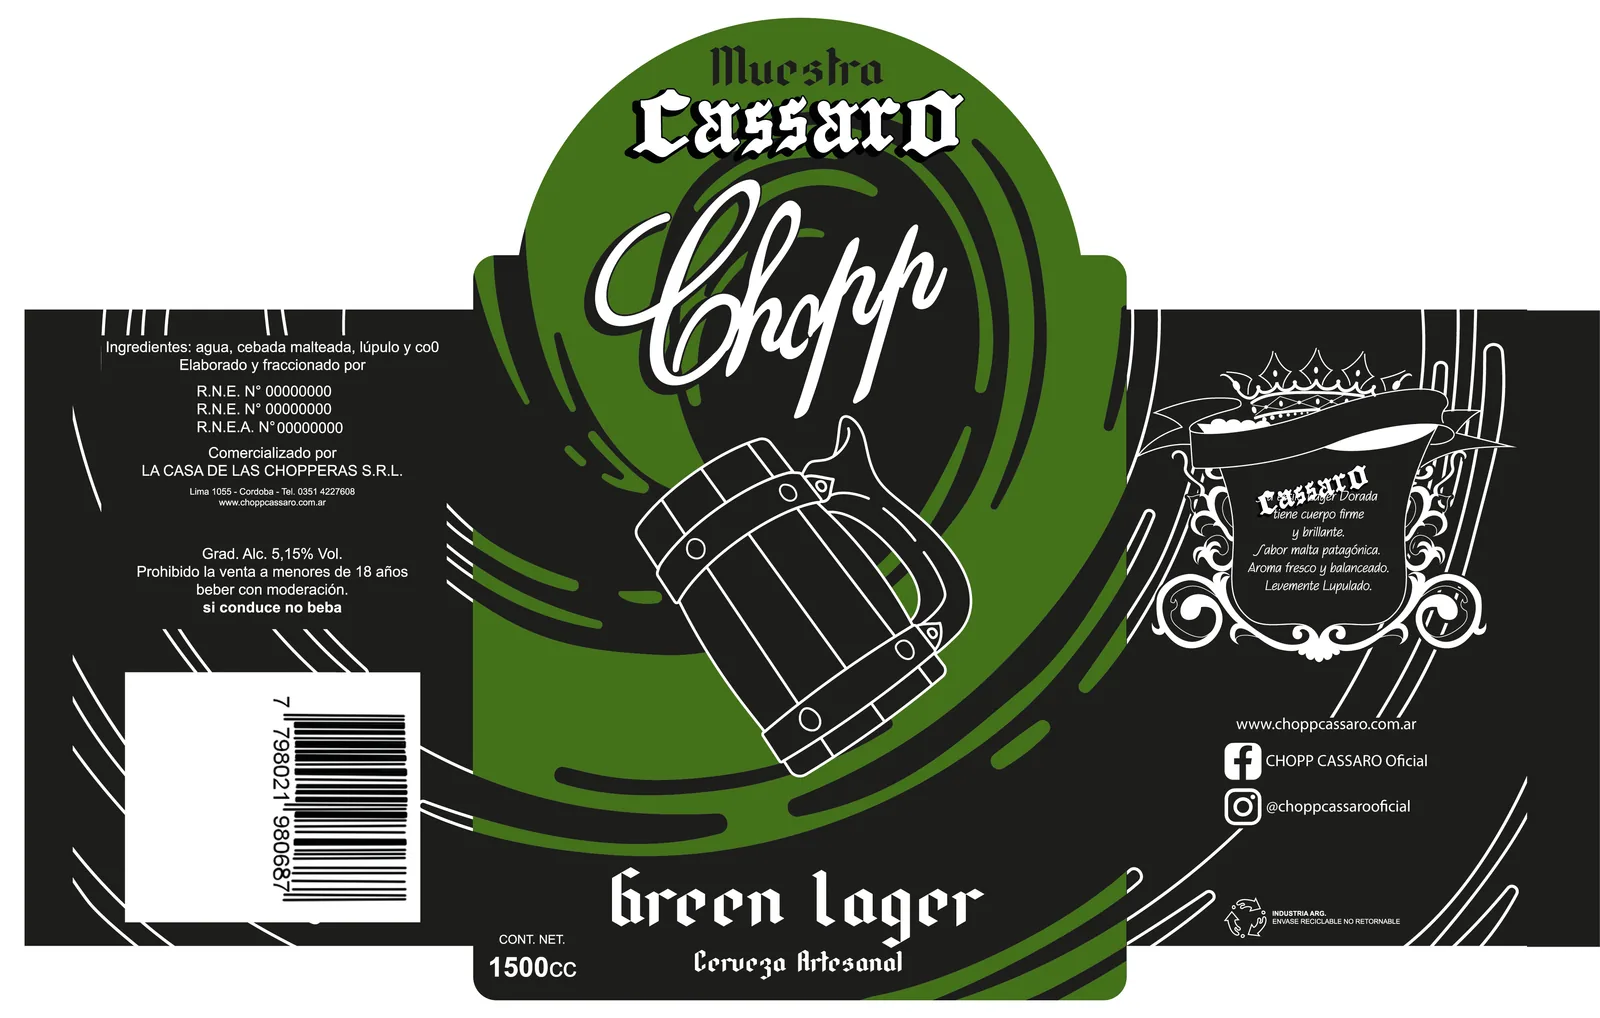 Muestra
Cassaro
Chopp
Green Lager
Cerveza Artesanal
CONT. NET.
1500CC
Ingredientes: agua, cebada malteada, lúpulo y co0
Elaborado y fraccionado por
R.N.E. N° 00000000
R.N.E. N° 00000000
R.N.E.A. N°00000000
Comercializado por
LA CASA DE LAS CHOPPERAS S.R.L.
Lima 1055 - Cordoba - Tel. 0351 4227608
www.choppcassaro.com.ar
Grad. Alc. 5,15% Vol.
Prohibido la venta a menores de 18 años
beber con moderación.
si conduce no beba
7 798021 980687
Cassaro
Lager Dorada
tiene cuerpo firme
y brillante.
Sabor malta patagónica.
Aroma fresco y balanceado.
Levemente Lupulado.
www.choppcassaro.com.ar
CHOPP CASSARO Oficial
@choppcassarooficial
INDUSTRIA ARG.
ENVASE RECICLABLE NO RETORNABLE